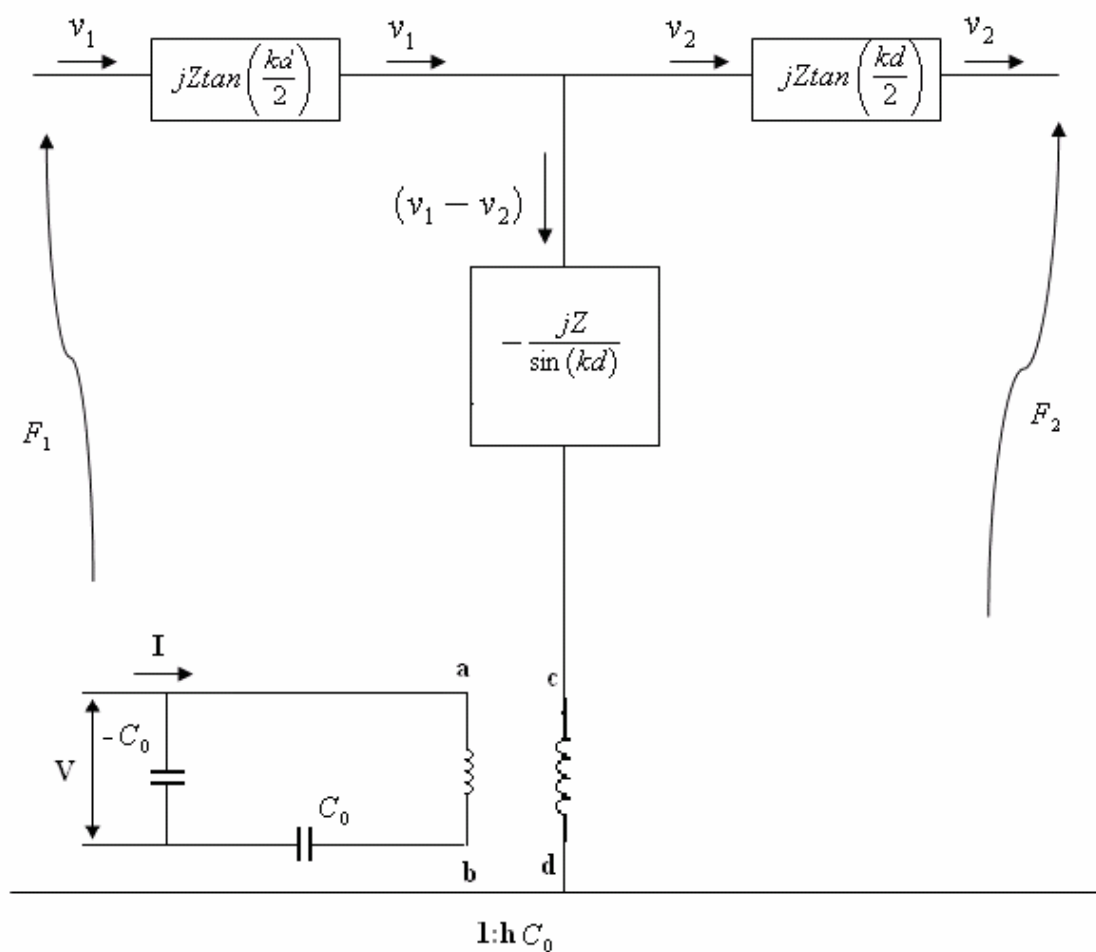 v₁ v₁ v₂ v₂
jZtan(kd/2) jZtan(kd/2)
(v₁ − v₂)
− jZ / sin (kd)
F₁
F₂
I
a
c
V
-C₀
C₀
b
d
1:h C₀